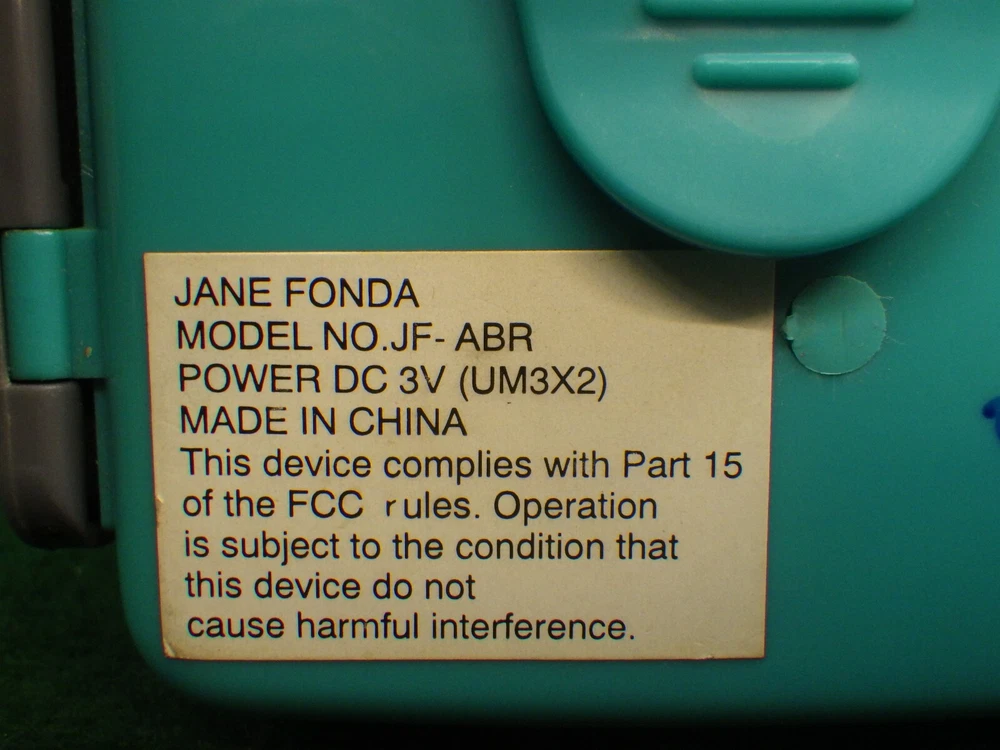 JANE FONDA
MODEL NO.JF- ABR
POWER DC 3V (UM3X2)
MADE IN CHINA
This device complies with Part 15
of the FCC rules. Operation
is subject to the condition that
this device do not
cause harmful interference.